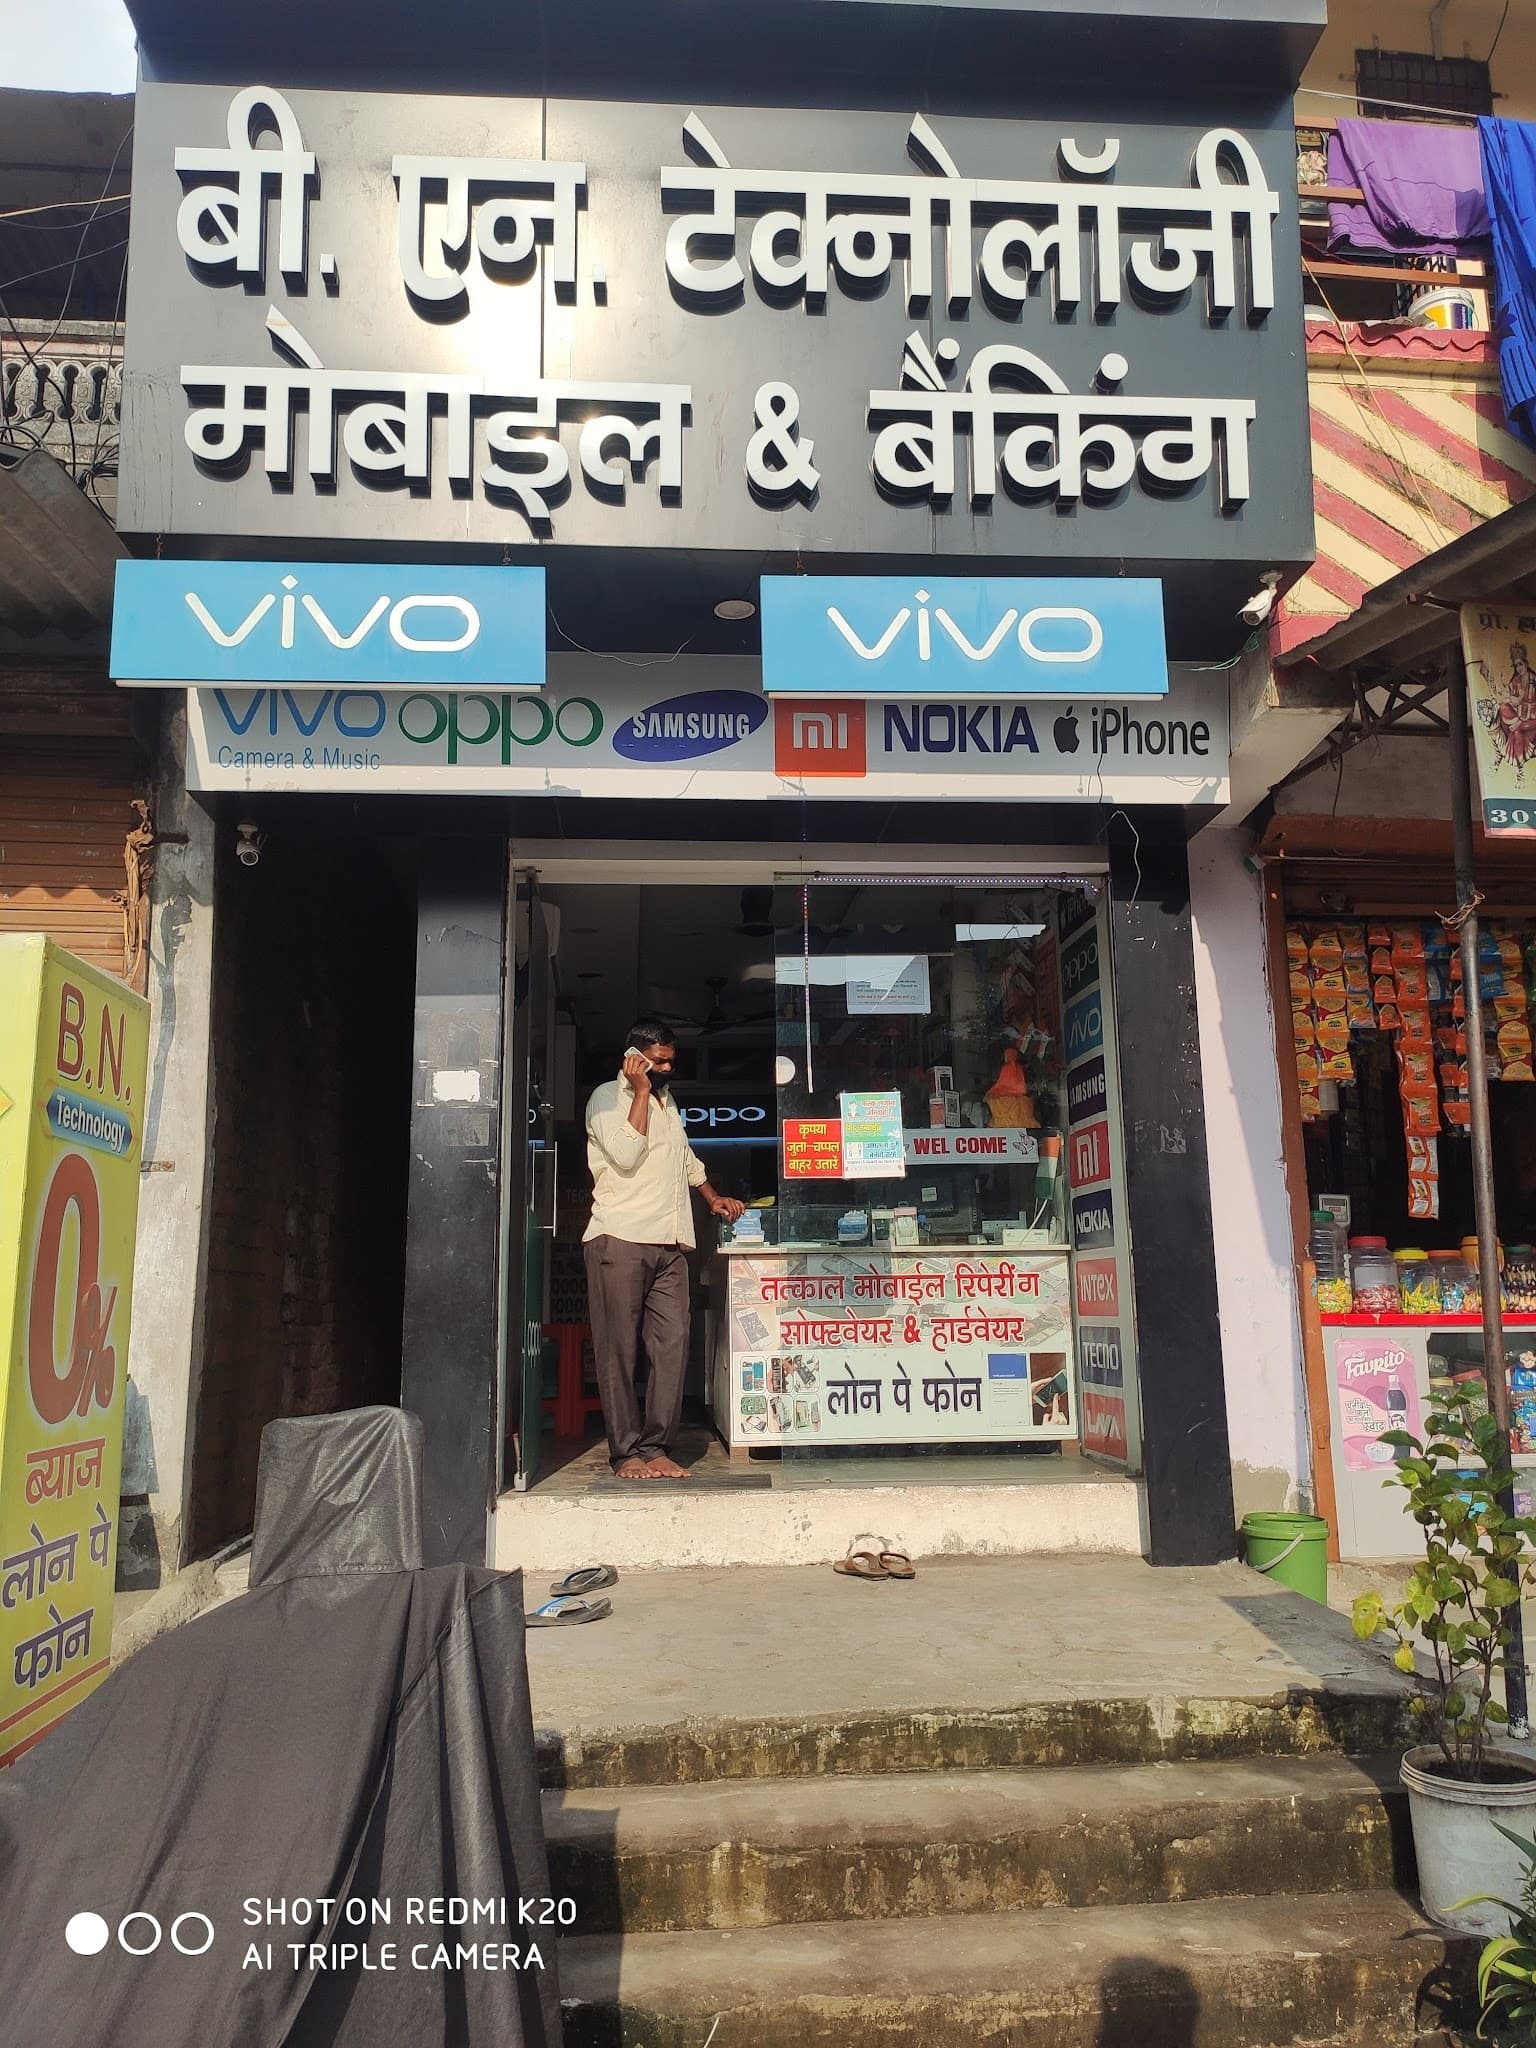 बी. एन. टेक्नोलॉजी
मोबाइल & बैंकिंग
vivo
vivo
vivo
Camera & Music
oppo
SAMSUNG
mi
NOKIA
iPhone
प्रो.
B.N.
Technology
0%
ब्याज
लोन पे
फोन
oppo
कृपया
जुता-चप्पल
बाहर उतारें
WEL COME
तत्काल मोबाईल रिपेरींग
सोफ्टवेयर & हार्डवेयर
लोन पे फोन
oppo
vivo
SAMSUNG
mi
NOKIA
INTEX
TECNO
LAVA
oppo
Favrito
SHOT ON REDMI K20
AI TRIPLE CAMERA